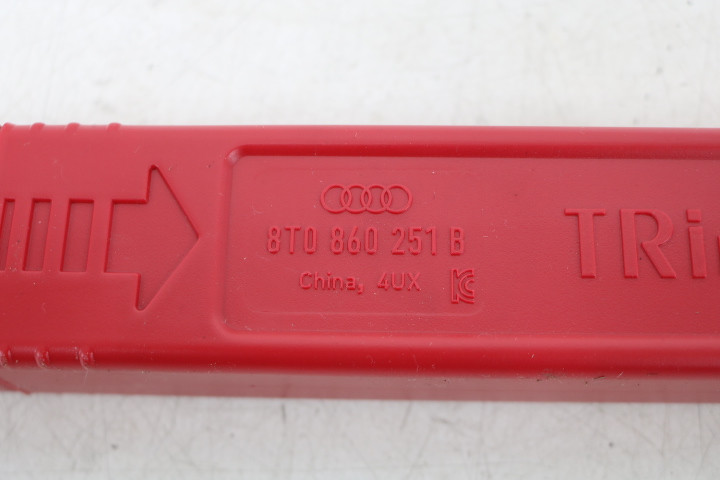 8T0 860 251 B
China, 4UX
TRi